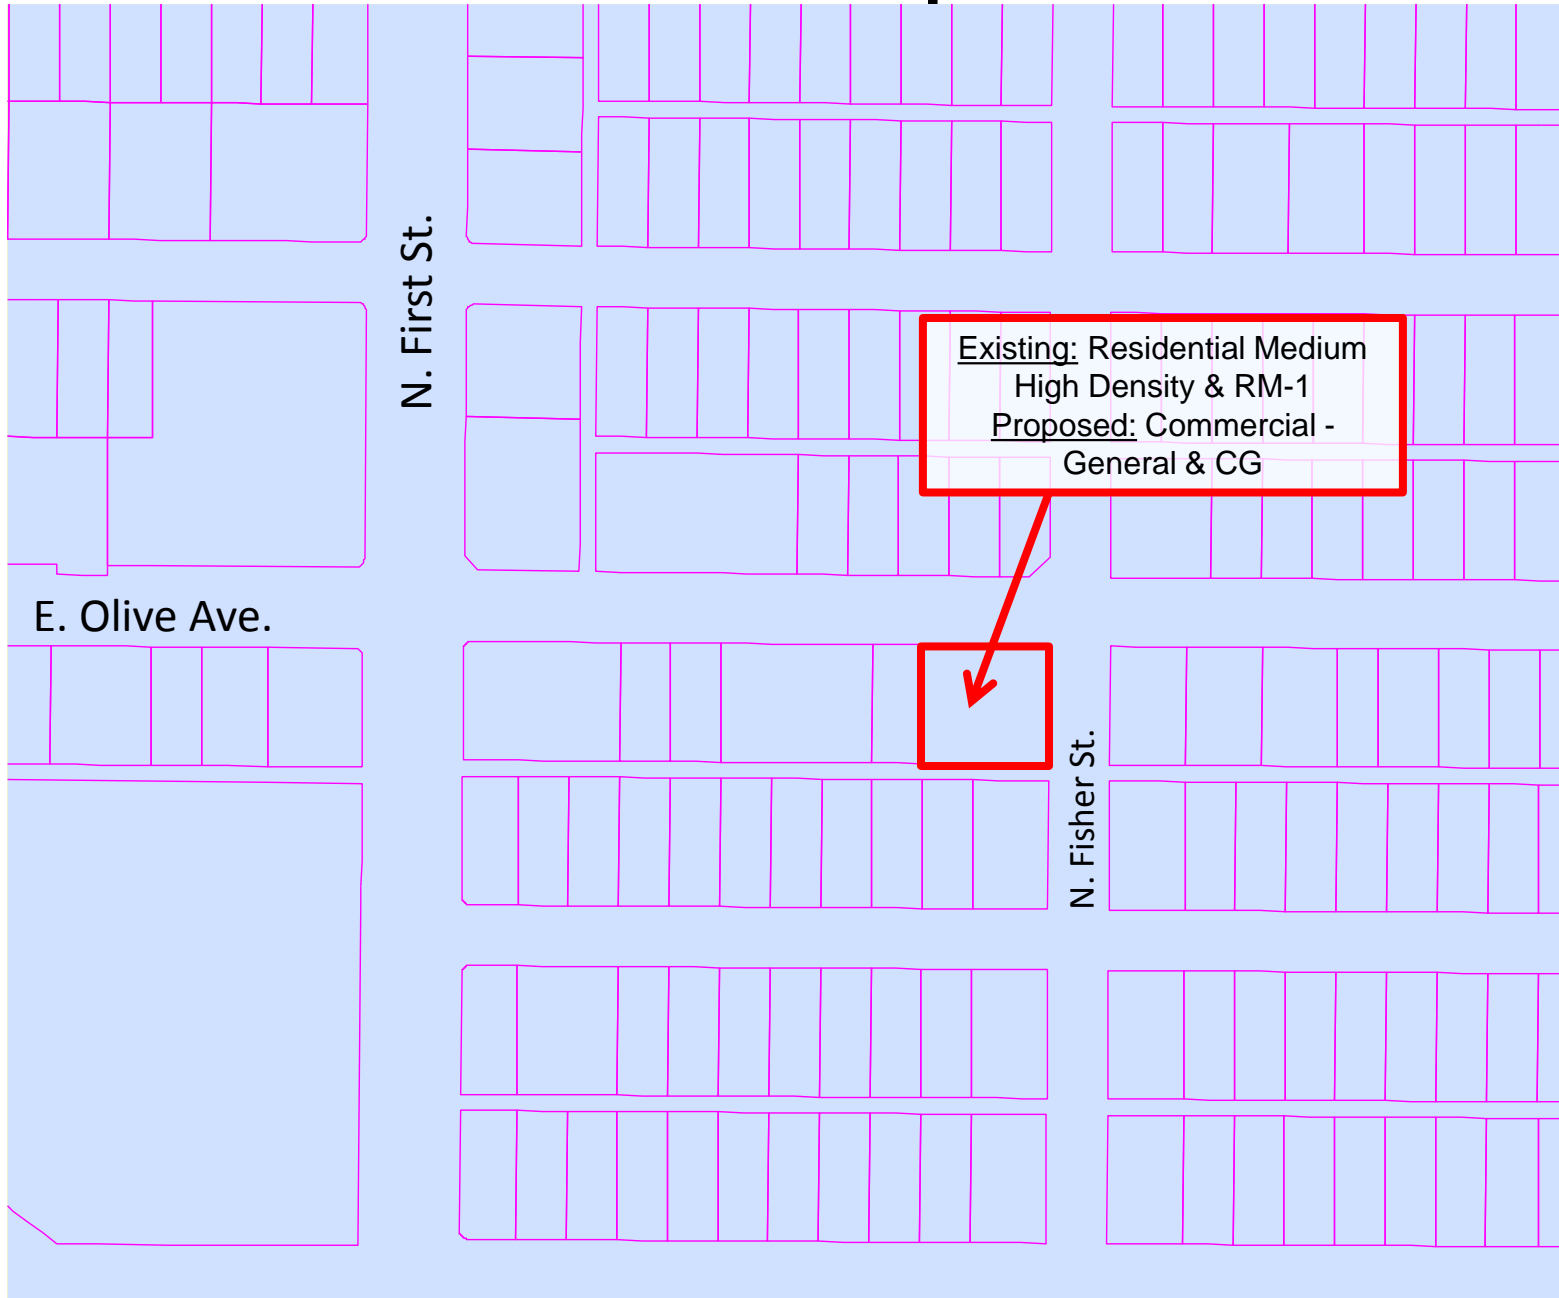 N. First St.
Existing: Residential Medium
High Density & RM-1
Proposed: Commercial -
General & CG
E. Olive Ave.
N. Fisher St.